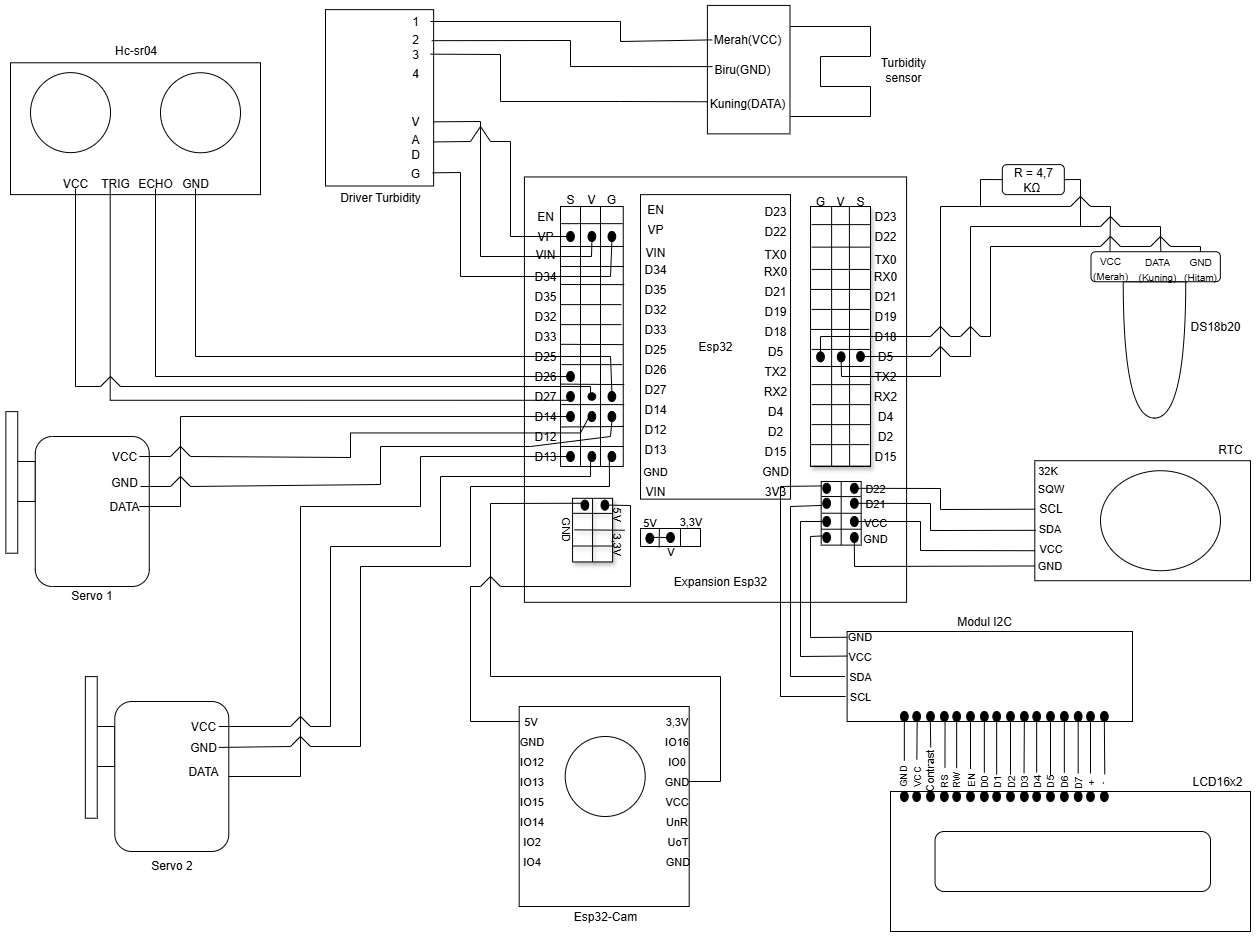 Hc-sr04
VCC TRIG ECHO GND
1
2
3
4
V
A
D
G
Driver Turbidity
Merah(VCC)
Biru(GND)
Kuning(DATA)
Turbidity
sensor
S V G
EN
VP
VIN
D34
D35
D32
D33
D25
D26
D27
D14
D12
D13
EN
VP
VIN
D34
D35
D32
D33
D25
D26
D27
D14
D12
D13
GND
VIN
Esp32
D23
D22
TX0
RX0
D21
D19
D18
D5
TX2
RX2
D4
D2
D15
GND
3V3
G V S
D23
D22
TX0
RX0
D21
D19
D18
D5
TX2
RX2
D4
D2
D15
D22
D21
VCC
GND
GND
5V
3,3V
5V 3,3V
V
Expansion Esp32
R = 4,7
KΩ
VCC DATA GND
(Merah) (Kuning) (Hitam)
DS18b20
RTC
32K
SQW
SCL
SDA
VCC
GND
VCC
GND
DATA
Servo 1
VCC
GND
DATA
Servo 2
5V
GND
IO12
IO13
IO15
IO14
IO2
IO4
3,3V
IO16
IO0
GND
VCC
UnR
UoT
GND
Esp32-Cam
Modul I2C
GND
VCC
SDA
SCL
GND
VCC
Contrast
RS
RW
EN
D0
D1
D2
D3
D4
D5
D6
D7
+
-
LCD16x2